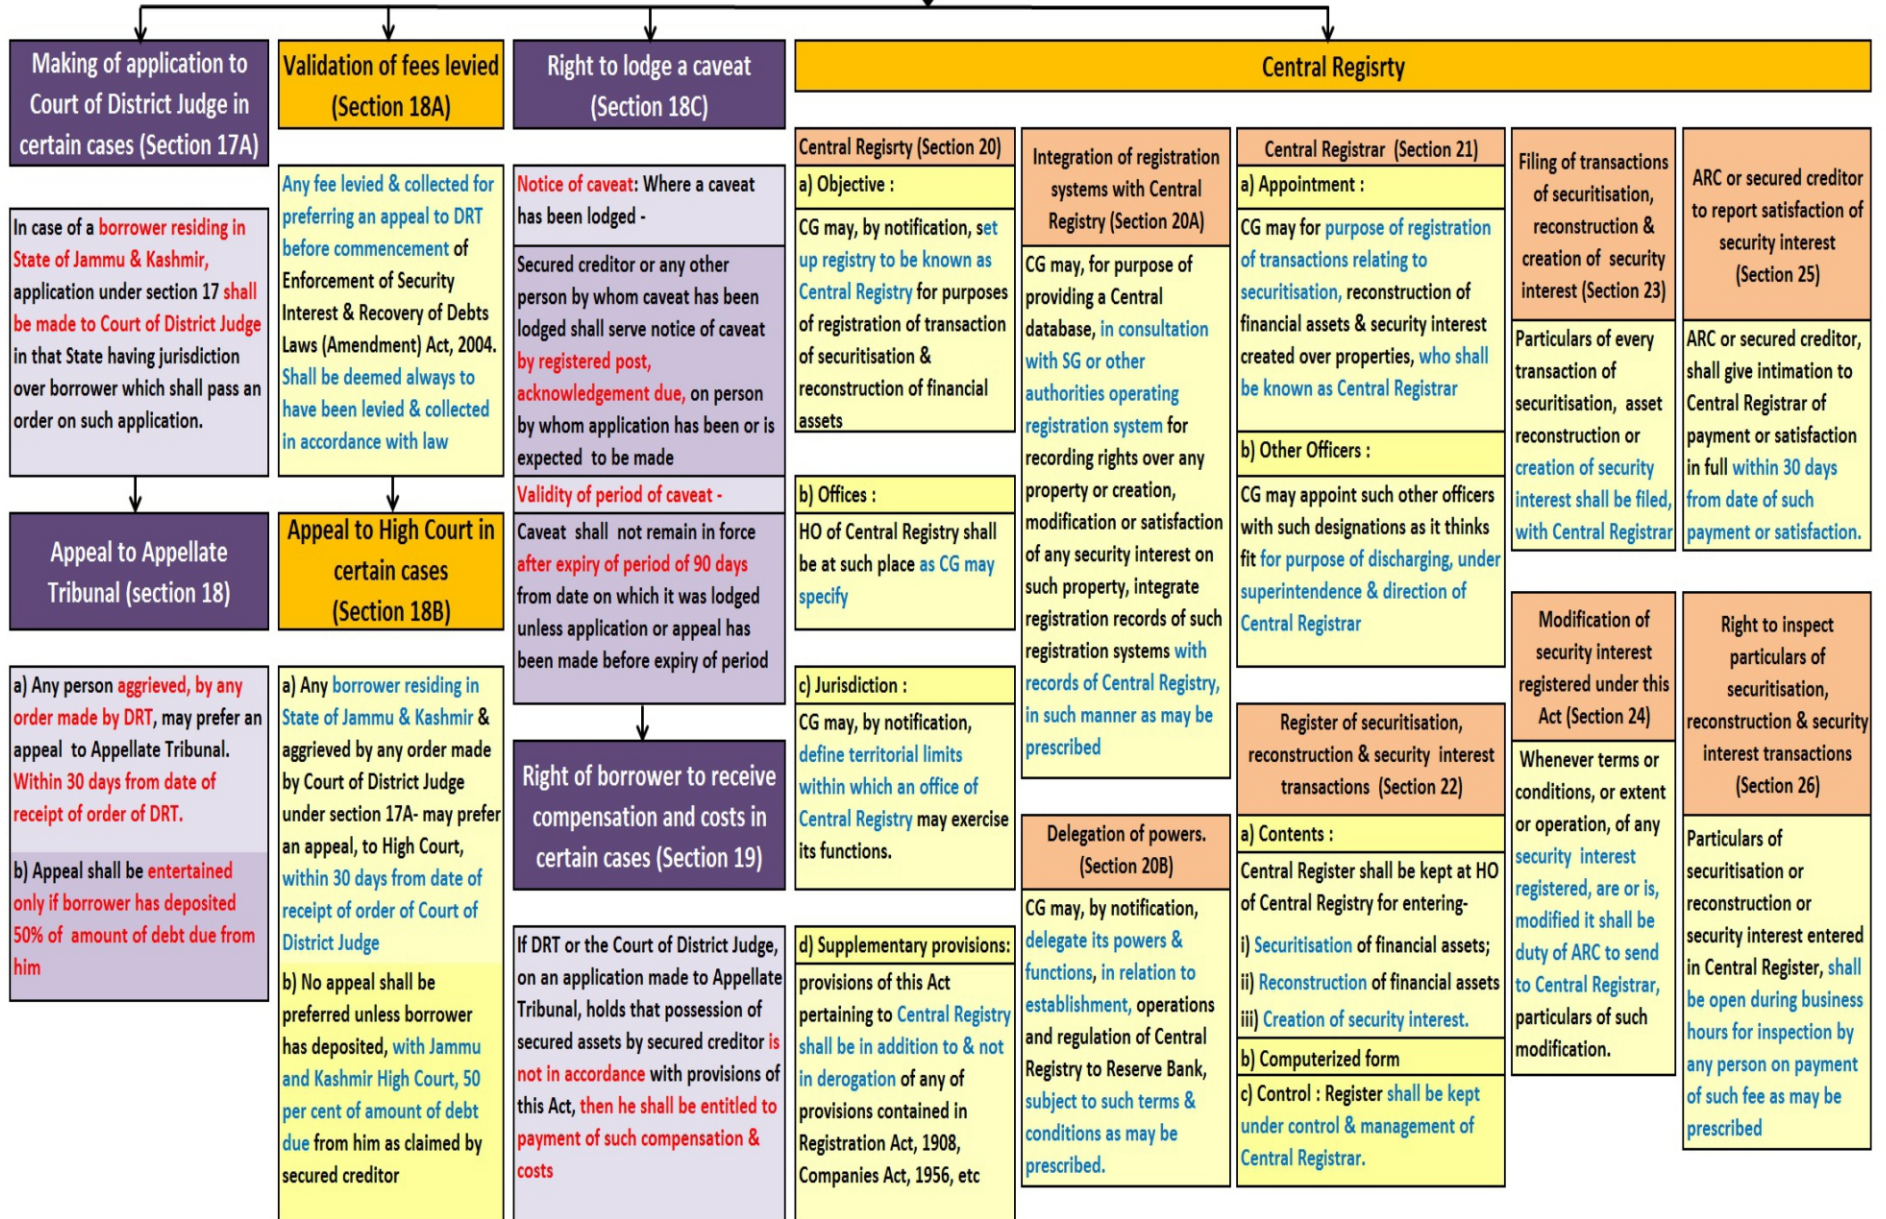 Making of application to
Court of District Judge in
certain cases (Section 17A)
In case of a borrower residing in
State of Jammu & Kashmir,
application under section 17 shall
be made to Court of District Judge
in that State having jurisdiction
over borrower which shall pass an
order on such application.
Appeal to Appellate
Tribunal (section 18)
a) Any person aggrieved, by any
order made by DRT, may prefer an
appeal to Appellate Tribunal.
Within 30 days from date of
receipt of order of DRT.
b) Appeal shall be entertained
only if borrower has deposited
50% of amount of debt due from
him
Validation of fees levied
(Section 18A)
Any fee levied & collected for
preferring an appeal to DRT
before commencement of
Enforcement of Security
Interest & Recovery of Debts
Laws (Amendment) Act, 2004.
Shall be deemed always to
have been levied & collected
in accordance with law
Appeal to High Court in
certain cases
(Section 18B)
a) Any borrower residing in
State of Jammu & Kashmir &
aggrieved by any order made
by Court of District Judge
under section 17A- may prefer
an appeal, to High Court,
within 30 days from date of
receipt of order of Court of
District Judge
b) No appeal shall be
preferred unless borrower
has deposited, with Jammu
and Kashmir High Court, 50
per cent of amount of debt
due from him as claimed by
secured creditor
Right to lodge a caveat
(Section 18C)
Notice of caveat: Where a caveat
has been lodged -
Secured creditor or any other
person by whom caveat has been
lodged shall serve notice of caveat
by registered post,
acknowledgement due, on person
by whom application has been or is
expected to be made
Validity of period of caveat -
Caveat shall not remain in force
after expiry of period of 90 days
from date on which it was lodged
unless application or appeal has
been made before expiry of period
Right of borrower to receive
compensation and costs in
certain cases (Section 19)
If DRT or the Court of District Judge,
on an application made to Appellate
Tribunal, holds that possession of
secured assets by secured creditor is
not in accordance with provisions of
this Act, then he shall be entitled to
payment of such compensation &
costs
Central Regisrty
Central Regisrty (Section 20)
a) Objective :
CG may, by notification, set
up registry to be known as
Central Registry for purposes
of registration of transaction
of securitisation &
reconstruction of financial
assets
b) Offices :
HO of Central Registry shall
be at such place as CG may
specify
c) Jurisdiction :
CG may, by notification,
define territorial limits
within which an office of
Central Registry may exercise
its functions.
d) Supplementary provisions:
provisions of this Act
pertaining to Central Registry
shall be in addition to & not
in derogation of any of
provisions contained in
Registration Act, 1908,
Companies Act, 1956, etc
Integration of registration
systems with Central
Registry (Section 20A)
CG may, for purpose of
providing a Central
database, in consultation
with SG or other
authorities operating
registration system for
recording rights over any
property or creation,
modification or satisfaction
of any security interest on
such property, integrate
registration records of such
registration systems with
records of Central Registry,
in such manner as may be
prescribed
Delegation of powers.
(Section 20B)
CG may, by notification,
delegate its powers &
functions, in relation to
establishment, operations
and regulation of Central
Registry to Reserve Bank,
subject to such terms &
conditions as may be
prescribed.
Central Registrar (Section 21)
a) Appointment :
CG may for purpose of registration
of transactions relating to
securitisation, reconstruction of
financial assets & security interest
created over properties, who shall
be known as Central Registrar
b) Other Officers :
CG may appoint such other officers
with such designations as it thinks
fit for purpose of discharging, under
superintendence & direction of
Central Registrar
Register of securitisation,
reconstruction & security interest
transactions (Section 22)
a) Contents :
Central Register shall be kept at HO
of Central Registry for entering-
i) Securitisation of financial assets;
ii) Reconstruction of financial assets
iii) Creation of security interest.
b) Computerized form
c) Control : Register shall be kept
under control & management of
Central Registrar.
Filing of transactions
of securitisation,
reconstruction &
creation of security
interest (Section 23)
Particulars of every
transaction of
securitisation, asset
reconstruction or
creation of security
interest shall be filed,
with Central Registrar
Modification of
security interest
registered under this
Act (Section 24)
Whenever terms or
conditions, or extent
or operation, of any
security interest
registered, are or is,
modified it shall be
duty of ARC to send
to Central Registrar,
particulars of such
modification.
ARC or secured creditor
to report satisfaction of
security interest
(Section 25)
ARC or secured creditor,
shall give intimation to
Central Registrar of
payment or satisfaction
in full within 30 days
from date of such
payment or satisfaction.
Right to inspect
particulars of
securitisation,
reconstruction & security
interest transactions
(Section 26)
Particulars of
securitisation or
reconstruction or
security interest entered
in Central Register, shall
be open during business
hours for inspection by
any person on payment
of such fee as may be
prescribed